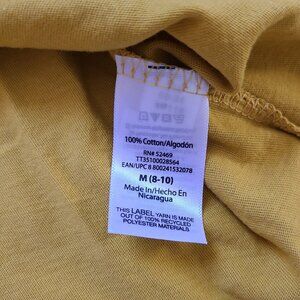 100% Cotton/Algodón
RN# 52469
TT35100028564
EAN/UPC 8 800241532078
M (8-10)
Made In/Hecho En
Nicaragua
THIS LABEL YARN IS MADE
OUT OF 100% RECYCLED
POLYESTER MATERIALS